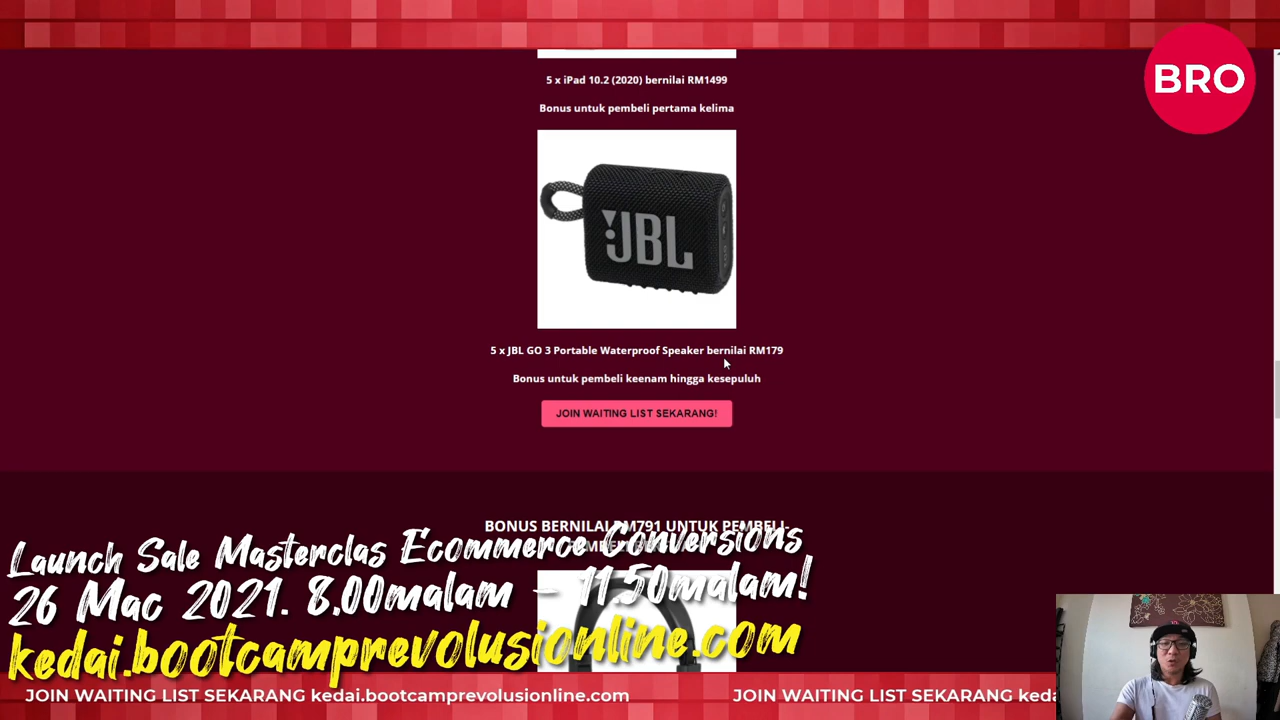 BRO
5 x iPad 10.2 (2020) bernilai RM1499
Bonus untuk pembeli pertama kelima
JBL
5 x JBL GO 3 Portable Waterproof Speaker bernilai RM179
Bonus untuk pembeli keenam hingga kesepuluh
JOIN WAITING LIST SEKARANG!
BONUS BERNILAI RM791 UNTUK PEMBELI-
Launch Sale Masterclas Ecommerce Conversions
26 Mac 2021. 8.00malam - 11.50malam!
kedai.bootcamprevolusionline.com
JOIN WAITING LIST SEKARANG kedai.bootcamprevolusionline.com
JOIN WAITING LIST SEKARANG keda